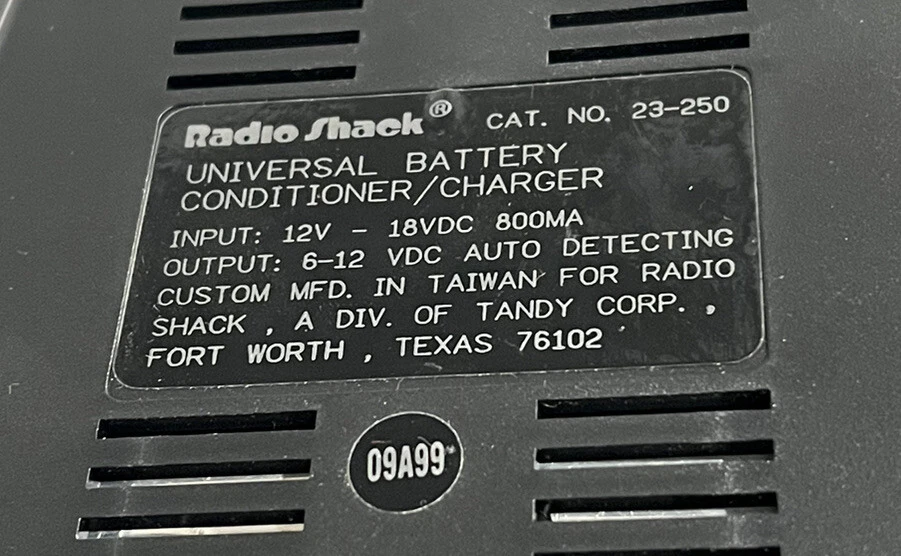 Radio Shack® CAT. NO. 23-250
UNIVERSAL BATTERY
CONDITIONER/CHARGER
INPUT: 12V - 18VDC 800MA
OUTPUT: 6-12 VDC AUTO DETECTING
CUSTOM MFD. IN TAIWAN FOR RADIO
SHACK , A DIV. OF TANDY CORP. ,
FORT WORTH , TEXAS 76102
09A99